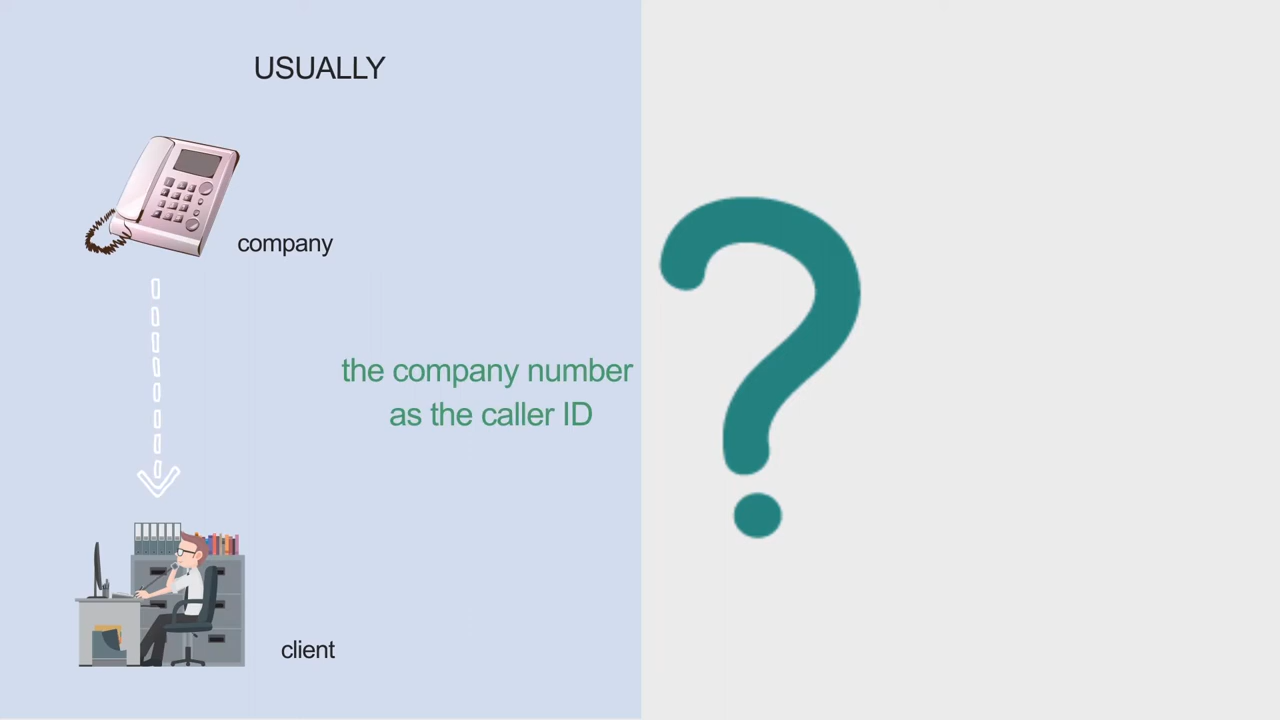 USUALLY
company
the company number
as the caller ID
client